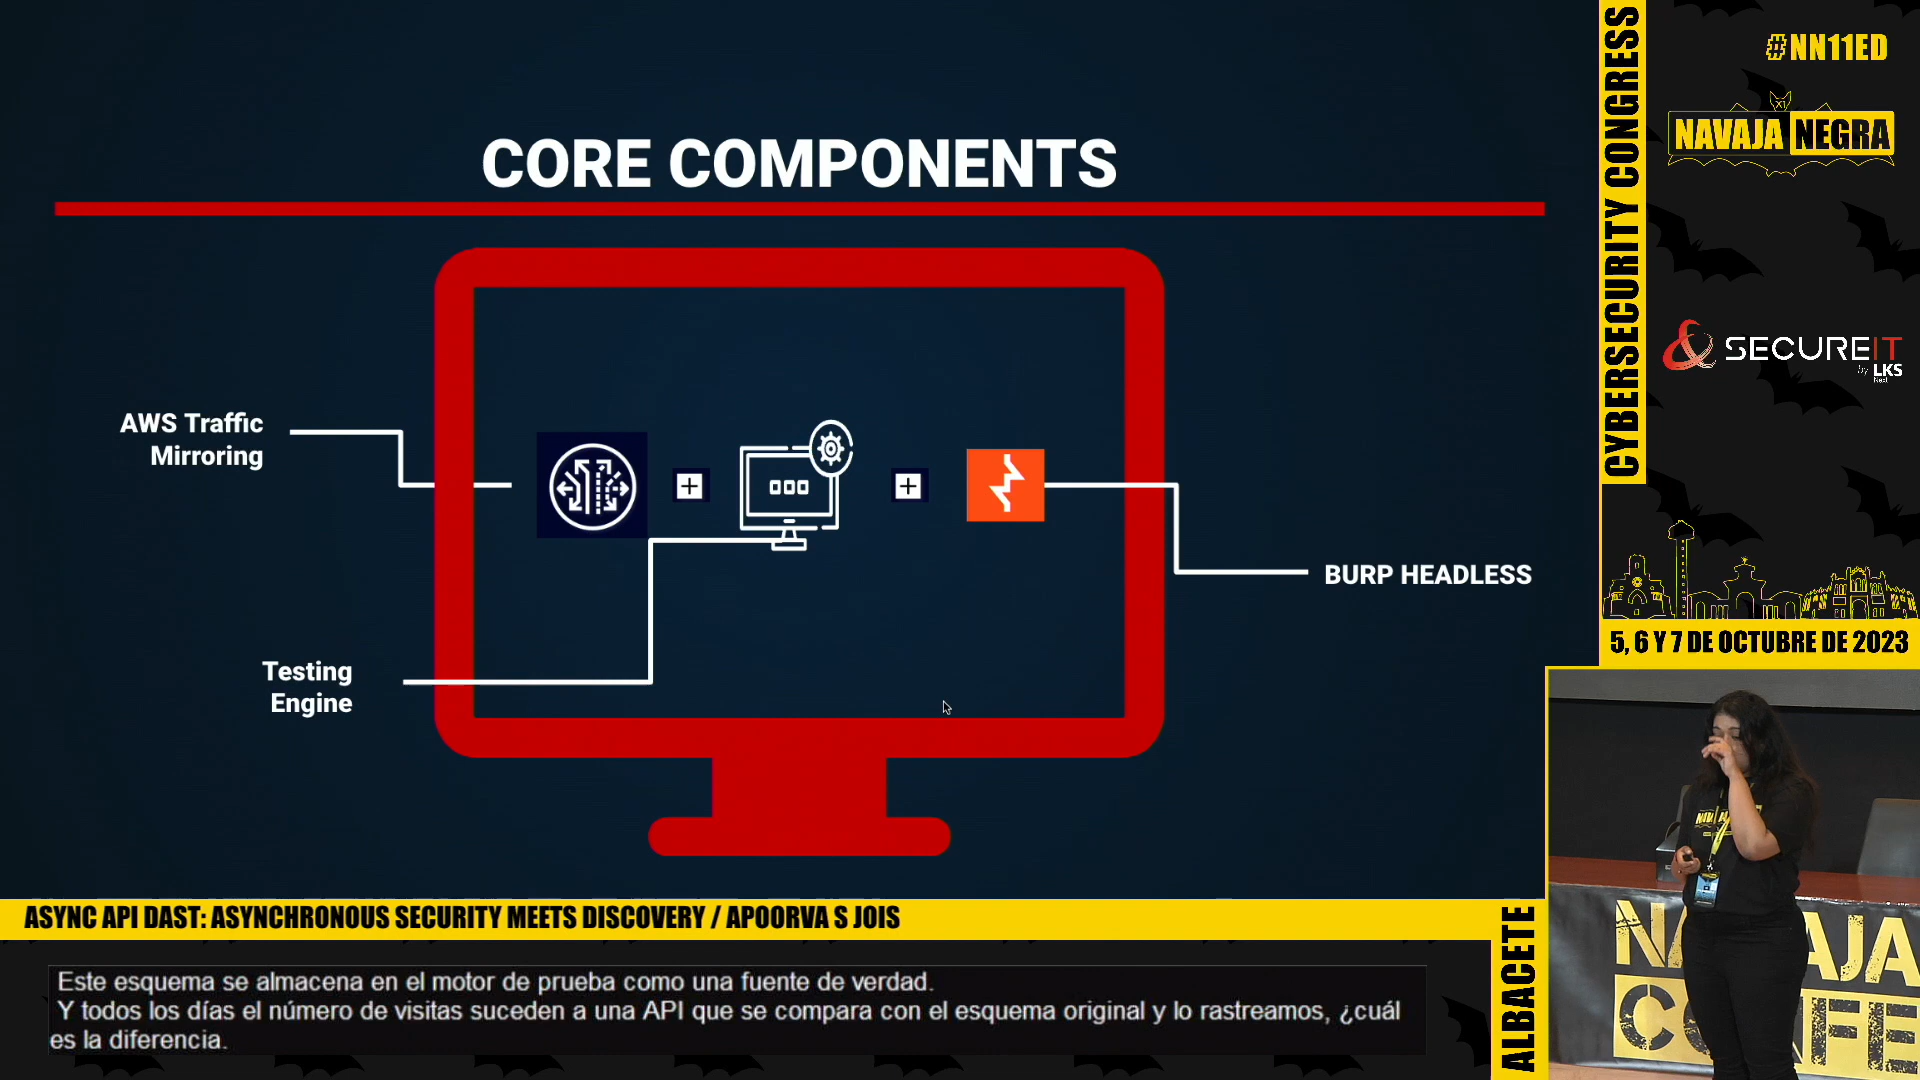 CORE COMPONENTS
AWS Traffic
Mirroring
Testing
Engine
BURP HEADLESS
CYBERSECURITY CONGRESS
#NN11ED
XI
NAVAJA NEGRA
SECUREIT
by LKS
Next
5, 6 Y 7 DE OCTUBRE DE 2023
ASYNC API DAST: ASYNCHRONOUS SECURITY MEETS DISCOVERY / APOORVA S JOIS
ALBACETE
Este esquema se almacena en el motor de prueba como una fuente de verdad.
Y todos los días el número de visitas suceden a una API que se compara con el esquema original y lo rastreamos, ¿cuál
es la diferencia.